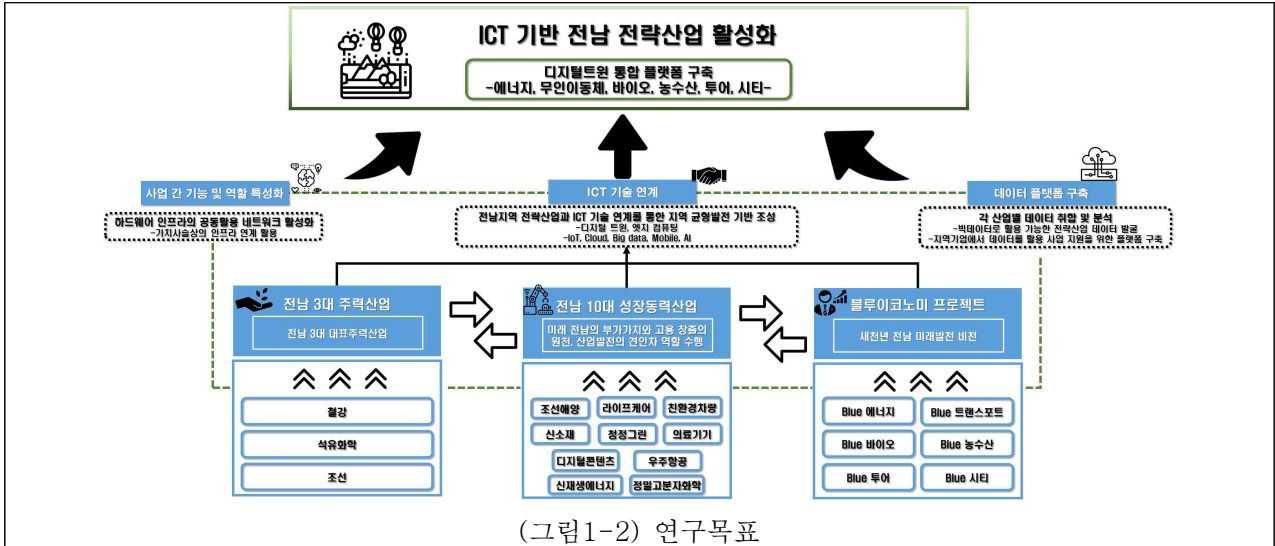 ICT 기반 전남 전략산업 활성화
디지털트윈 통합 플랫폼 구축
-에너지, 무인이동체, 바이오, 농수산, 투어, 시티-
사업 간 기능 및 역할 특성화
하드웨어 인프라의 공동활용 네트워크 활성화
-가치사슬상의 인프라 연계 활용
ICT 기술 연계
전남지역 전략산업과 ICT 기술 연계를 통한 지역 균형발전 기반 조성
-디지털 트윈, 엣지 컴퓨팅
-IoT, Cloud, Big data, Mobile, AI
데이터 플랫폼 구축
각 산업별 데이터 취합 및 분석
-빅데이터로 활용 가능한 전략산업 데이터 발굴
-지역기업에서 데이터를 활용 사업 지원을 위한 플랫폼 구축
전남 3대 주력산업
전남 3대 대표주력산업
철강
석유화학
조선
전남 10대 성장동력산업
미래 전남의 부가가치와 고용 창출의
원천, 산업발전의 견인차 역할 수행
조선해양 라이프케어 친환경차량
신소재 청정그린 의료기기
디지털콘텐츠 우주항공
신재생에너지 정밀고분자화학
블루이코노미 프로젝트
새천년 전남 미래발전 비전
Blue 에너지 Blue 트랜스포트
Blue 바이오 Blue 농수산
Blue 투어 Blue 시티
(그림1-2) 연구목표